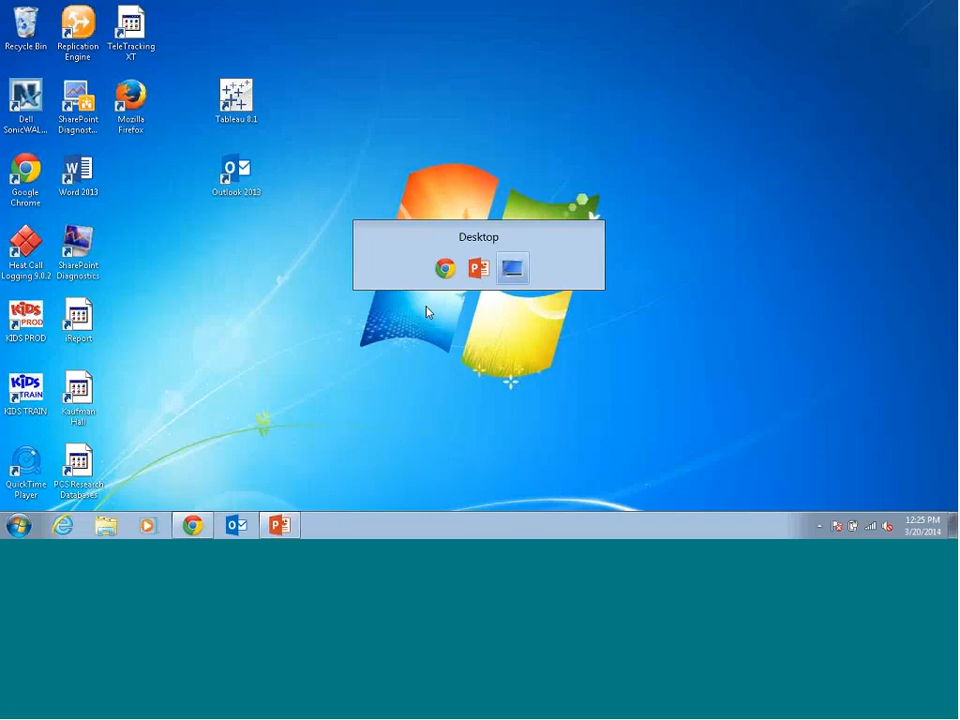 Recycle Bin
Replication
Engine
TeleTracking
XT
Dell
SonicWAL...
SharePoint
Diagnost...
Mozilla
Firefox
Tableau 8.1
Google
Chrome
Word 2013
Outlook 2013
Desktop
Heat Call
Logging 9.0.2
SharePoint
Diagnostics
KiDS
PROD
KIDS PROD
iReport
KiDS
TRAIN
KIDS TRAIN
Kaufman
Hall
QuickTime
Player
PCS Research
Databases
12:25 PM
3/20/2014